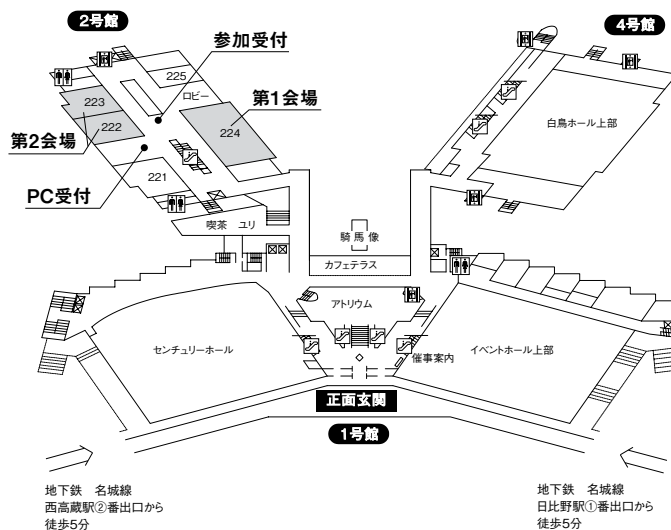 2号館
4号館
参加受付
225
ロビー
第1会場
223
224
白鳥ホール上部
第2会場
222
221
PC受付
喫茶 ユリ
騎馬像
カフェテラス
アトリウム
センチュリーホール
催事案内
イベントホール上部
正面玄関
1号館
地下鉄 名城線
西高蔵駅②番出口から
徒歩5分
地下鉄 名城線
日比野駅①番出口から
徒歩5分